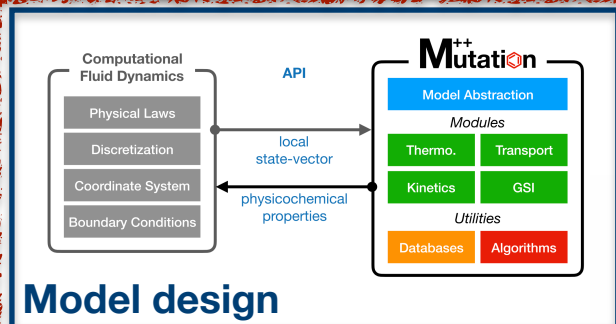 Computational
Fluid Dynamics
Physical Laws
Discretization
Coordinate System
Boundary Conditions
API
local
state-vector
physicochemical
properties
Mutation++
Model Abstraction
Modules
Thermo.
Transport
Kinetics
GSI
Utilities
Databases
Algorithms
Model design